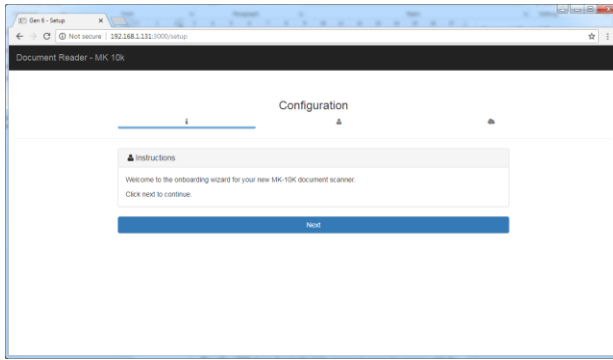 Gen 6 - Setup
Not secure | 192.168.1.131:3000/setup
Document Reader - MK 10k
Configuration
Instructions
Welcome to the onboarding wizard for your new MK-10K document scanner.
Click next to continue.
Next